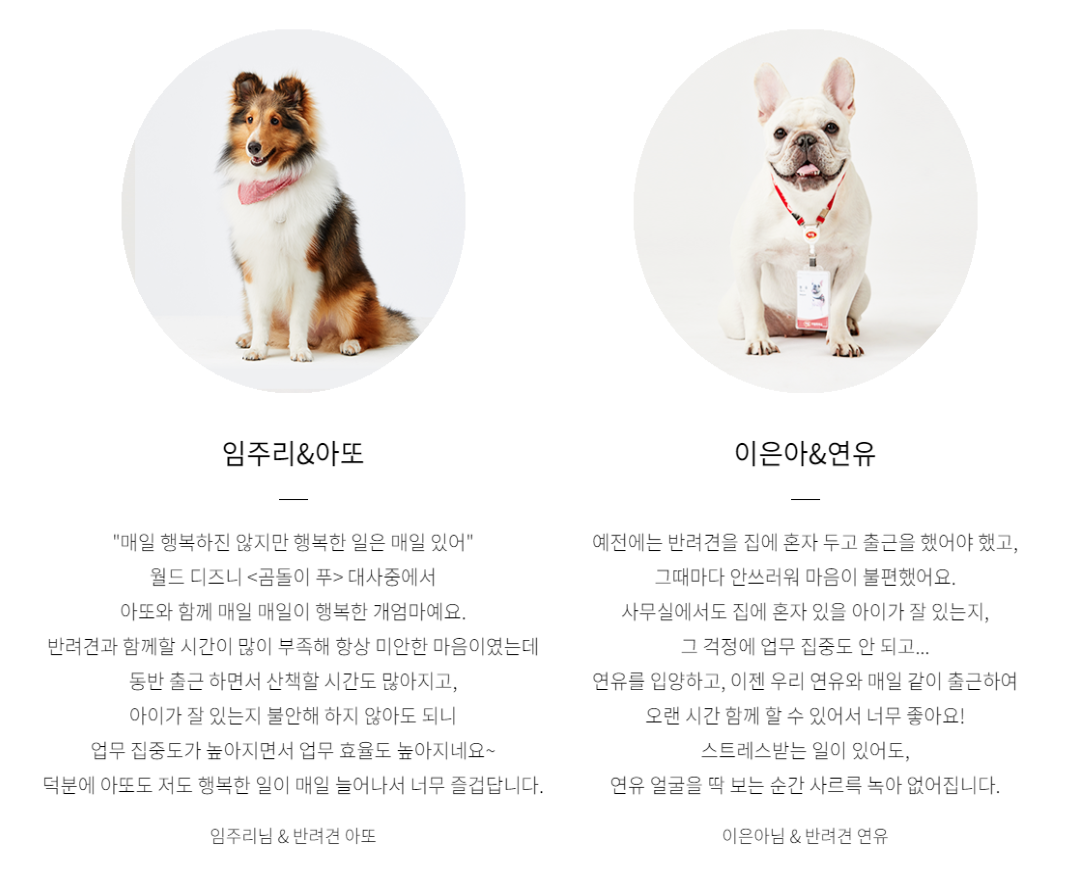 임주리&아또
"매일 행복하진 않지만 행복한 일은 매일 있어"
월드 디즈니 <곰돌이 푸> 대사중에서
아또와 함께 매일 매일이 행복한 개엄마예요.
반려견과 함께할 시간이 많이 부족해 항상 미안한 마음이였는데
동반 출근 하면서 산책할 시간도 많아지고,
아이가 잘 있는지 불안해 하지 않아도 되니
업무 집중도가 높아지면서 업무 효율도 높아지네요~
덕분에 아또도 저도 행복한 일이 매일 늘어나서 너무 즐겁답니다.
임주리님 & 반려견 아또
이은아&연유
예전에는 반려견을 집에 혼자 두고 출근을 했어야 했고,
그때마다 안쓰러워 마음이 불편했어요.
사무실에서도 집에 혼자 있을 아이가 잘 있는지,
그 걱정에 업무 집중도 안 되고...
연유를 입양하고, 이젠 우리 연유와 매일 같이 출근하여
오랜 시간 함께 할 수 있어서 너무 좋아요!
스트레스받는 일이 있어도,
연유 얼굴을 딱 보는 순간 사르륵 녹아 없어집니다.
이은아님 & 반려견 연유